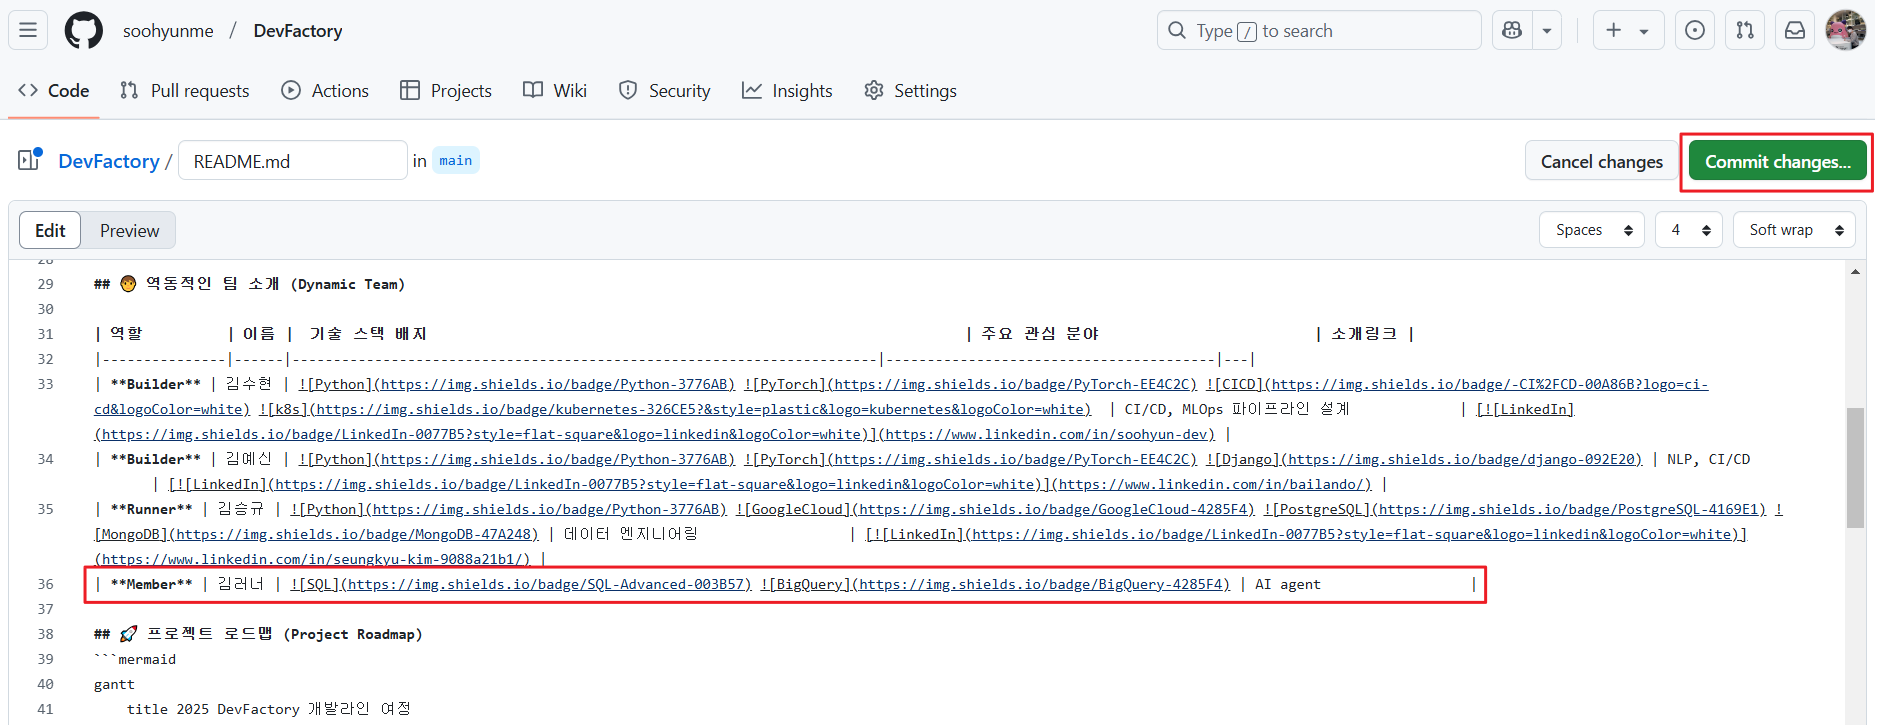 soohyunme / DevFactory
Type / to search
Code Pull requests Actions Projects Wiki Security Insights Settings
DevFactory / README.md in main
Cancel changes Commit changes...
Edit Preview
Spaces 4 Soft wrap
28
29 ## 역동적인 팀 소개 (Dynamic Team)
30
31 | 역할 | 이름 | 기술 스택 배지 | 주요 관심 분야 | 소개링크 |
32 |---------------|------|-----------------------------------------------------------------------|----------------------------------------|---|
33 | **Builder** | 김수현 | ![Python](https://img.shields.io/badge/Python-3776AB) ![PyTorch](https://img.shields.io/badge/PyTorch-EE4C2C) ![CICD](https://img.shields.io/badge/-CI%2FCD-00A86B?logo=ci-
cd&logoColor=white) ![k8s](https://img.shields.io/badge/kubernetes-326CE5?&style=plastic&logo=kubernetes&logoColor=white) | CI/CD, MLOps 파이프라인 설계 | [![LinkedIn]
(https://img.shields.io/badge/LinkedIn-0077B5?style=flat-square&logo=linkedin&logoColor=white)](https://www.linkedin.com/in/soohyun-dev) |
34 | **Builder** | 김예신 | ![Python](https://img.shields.io/badge/Python-3776AB) ![PyTorch](https://img.shields.io/badge/PyTorch-EE4C2C) ![Django](https://img.shields.io/badge/django-092E20) | NLP, CI/CD
| [![LinkedIn](https://img.shields.io/badge/LinkedIn-0077B5?style=flat-square&logo=linkedin&logoColor=white)](https://www.linkedin.com/in/bailando/) |
35 | **Runner** | 김승규 | ![Python](https://img.shields.io/badge/Python-3776AB) ![GoogleCloud](https://img.shields.io/badge/GoogleCloud-4285F4) ![PostgreSQL](https://img.shields.io/badge/PostgreSQL-4169E1) !
[MongoDB](https://img.shields.io/badge/MongoDB-47A248) | 데이터 엔지니어링 | [![LinkedIn](https://img.shields.io/badge/LinkedIn-0077B5?style=flat-square&logo=linkedin&logoColor=white)]
(https://www.linkedin.com/in/seungkyu-kim-9088a21b1/) |
36 | **Member** | 김러너 | ![SQL](https://img.shields.io/badge/SQL-Advanced-003B57) ![BigQuery](https://img.shields.io/badge/BigQuery-4285F4) | AI agent |
37
38 ## 🚀 프로젝트 로드맵 (Project Roadmap)
39 ```mermaid
40 gantt
41 title 2025 DevFactory 개발라인 여정